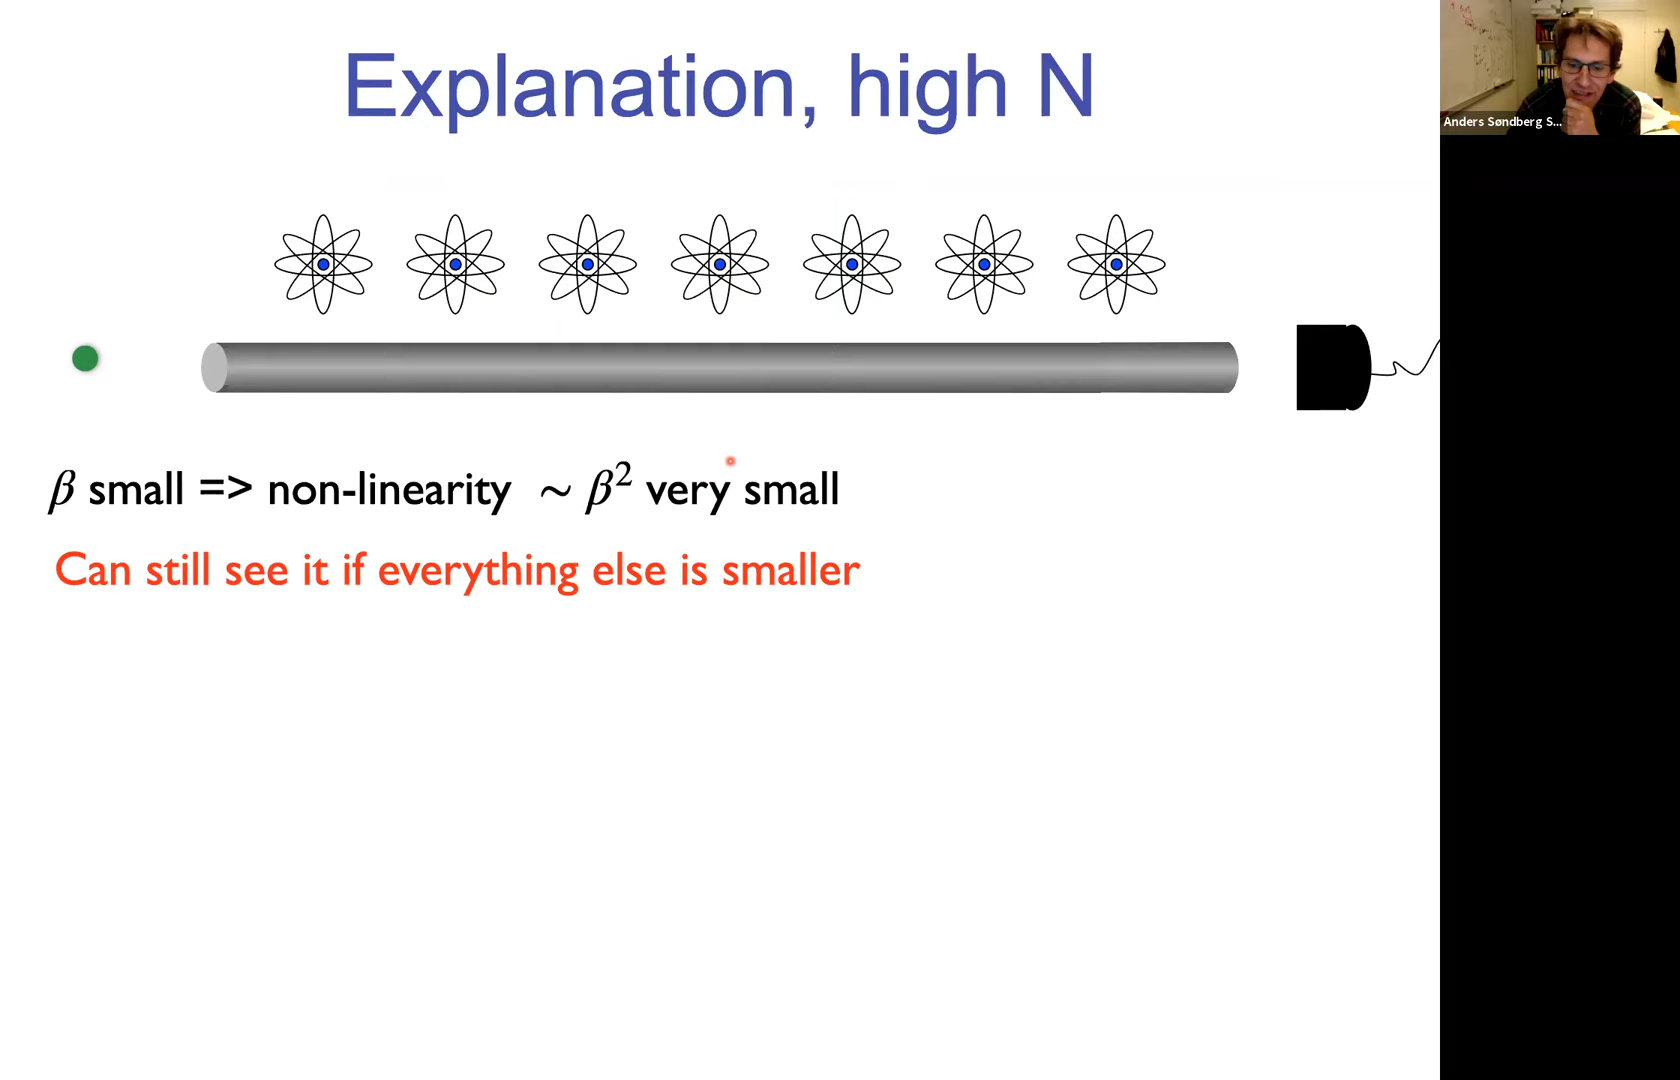 Explanation, high N
Anders Søndberg S...
β small => non-linearity ~ β² very small
Can still see it if everything else is smaller